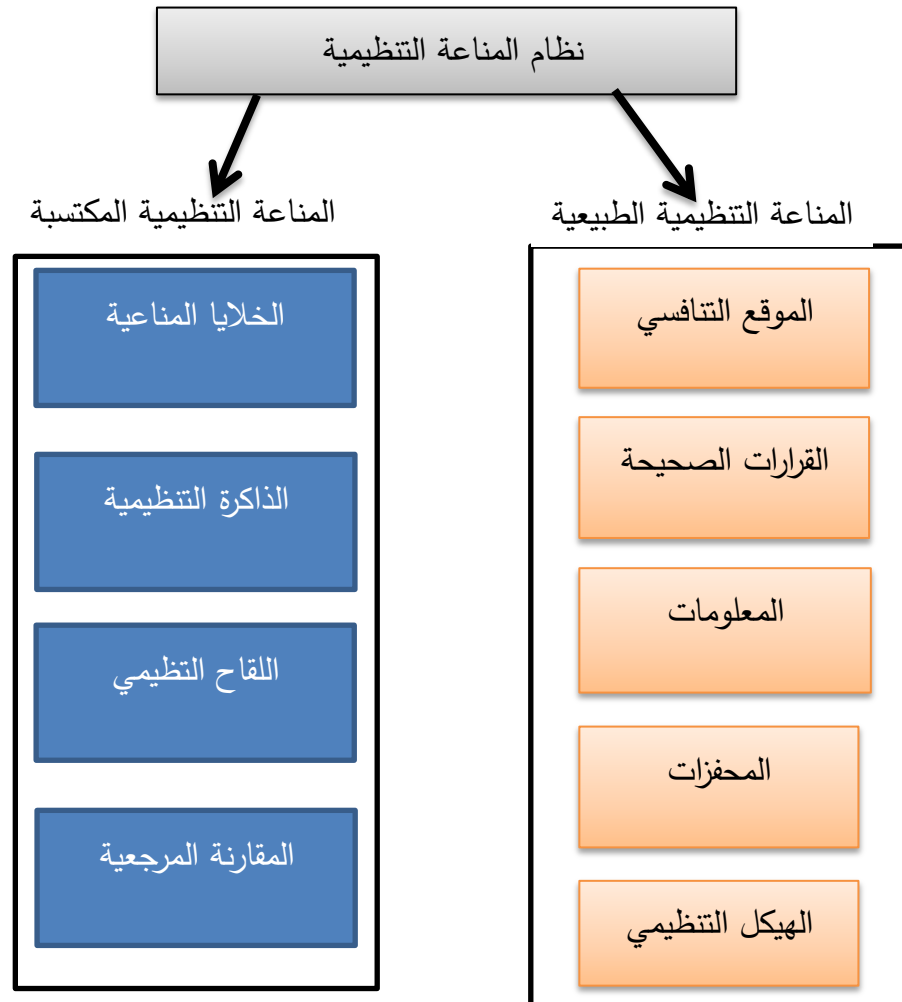 نظام المناعة التنظيمية
المناعة التنظيمية الطبيعية
الموقع التنافسي
القرارات الصحيحة
المعلومات
المحفزات
الهيكل التنظيمي
المناعة التنظيمية المكتسبة
الخلايا المناعية
الذاكرة التنظيمية
اللقاح التظيمي
المقارنة المرجعية